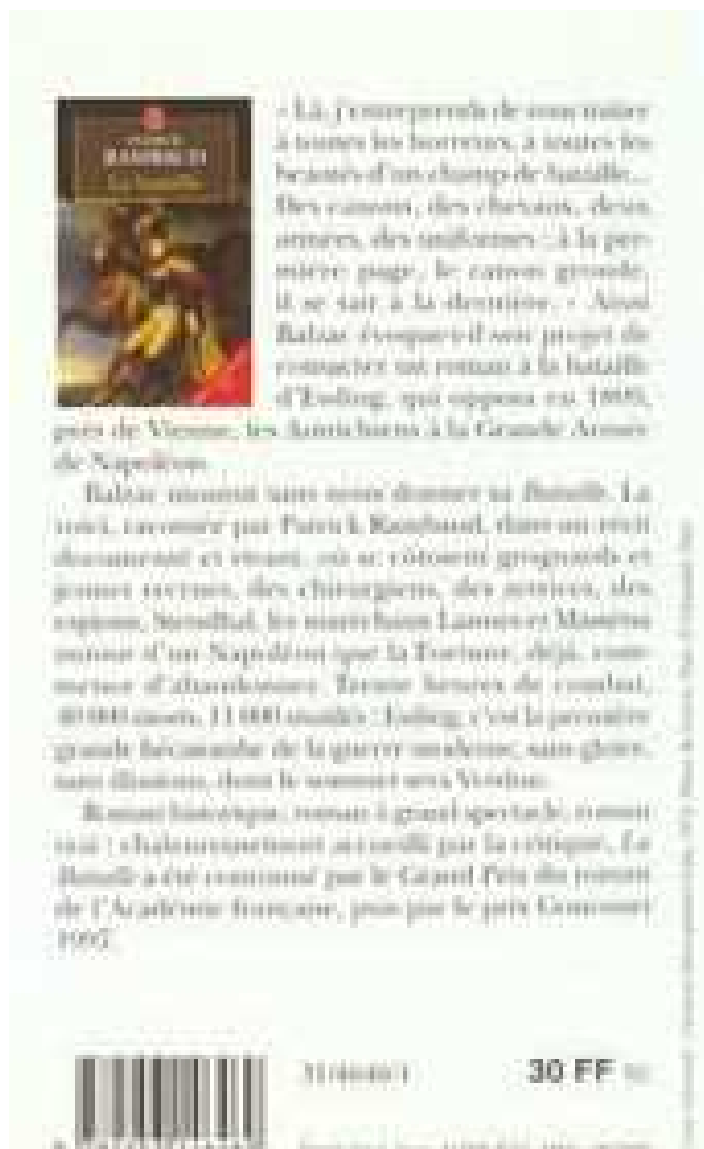 RAMBAUD
La bataille
« Là, j'entreprends de vous initier
à toutes les horreurs, à toutes les
beautés d'un champ de bataille...
Des canons, des chevaux, deux
armées, des uniformes ; à la pre-
mière page, le canon gronde,
il se tait à la dernière. » Ainsi
Balzac évoquait-il son projet de
consacrer un roman à la bataille
d'Essling, qui opposa en 1809,
près de Vienne, les Autrichiens à la Grande Armée
de Napoléon.
Balzac mourut sans nous donner sa Bataille. La
voici, racontée par Patrick Rambaud, dans un récit
documenté et vivant, où se côtoient grognards et
jeunes recrues, des chirurgiens, des actrices, des
espions, Stendhal, les maréchaux Lannes et Masséna
autour d'un Napoléon que la Fortune, déjà, com-
mence d'abandonner. Trente heures de combat,
40 000 morts, 11 000 mutilés : Essling, c'est la première
grande hécatombe de la guerre moderne, sans gloire,
sans illusions, dont le sommet sera Verdun.
Roman historique, roman à grand spectacle, roman
vrai : chaleureusement accueilli par la critique, La
Bataille a été couronné par le Grand Prix du roman
de l'Académie française, puis par le prix Goncourt
1997.
30 FF